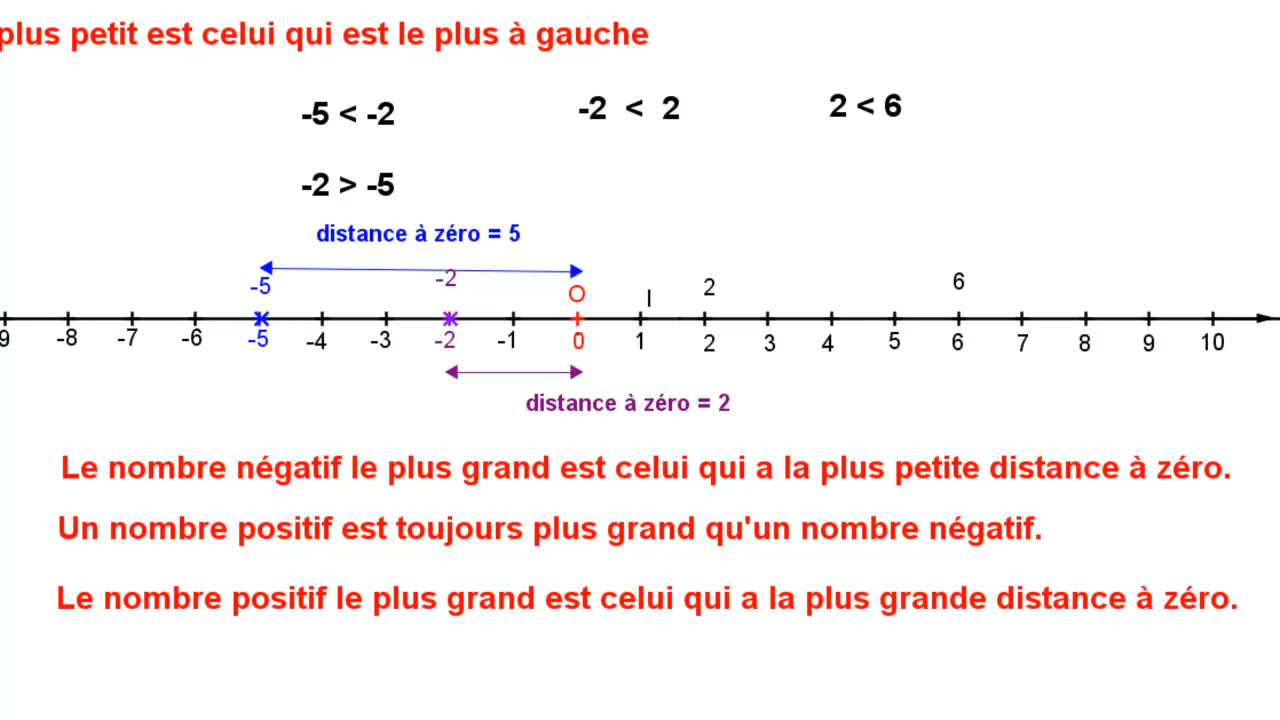 plus petit est celui qui est le plus à gauche
-5 < -2 -2 < 2 2 < 6
-2 > -5
distance à zéro = 5
-5 -2 O I 2 6
9 -8 -7 -6 -5 -4 -3 -2 -1 0 1 2 3 4 5 6 7 8 9 10
distance à zéro = 2
Le nombre négatif le plus grand est celui qui a la plus petite distance à zéro.
Un nombre positif est toujours plus grand qu'un nombre négatif.
Le nombre positif le plus grand est celui qui a la plus grande distance à zéro.